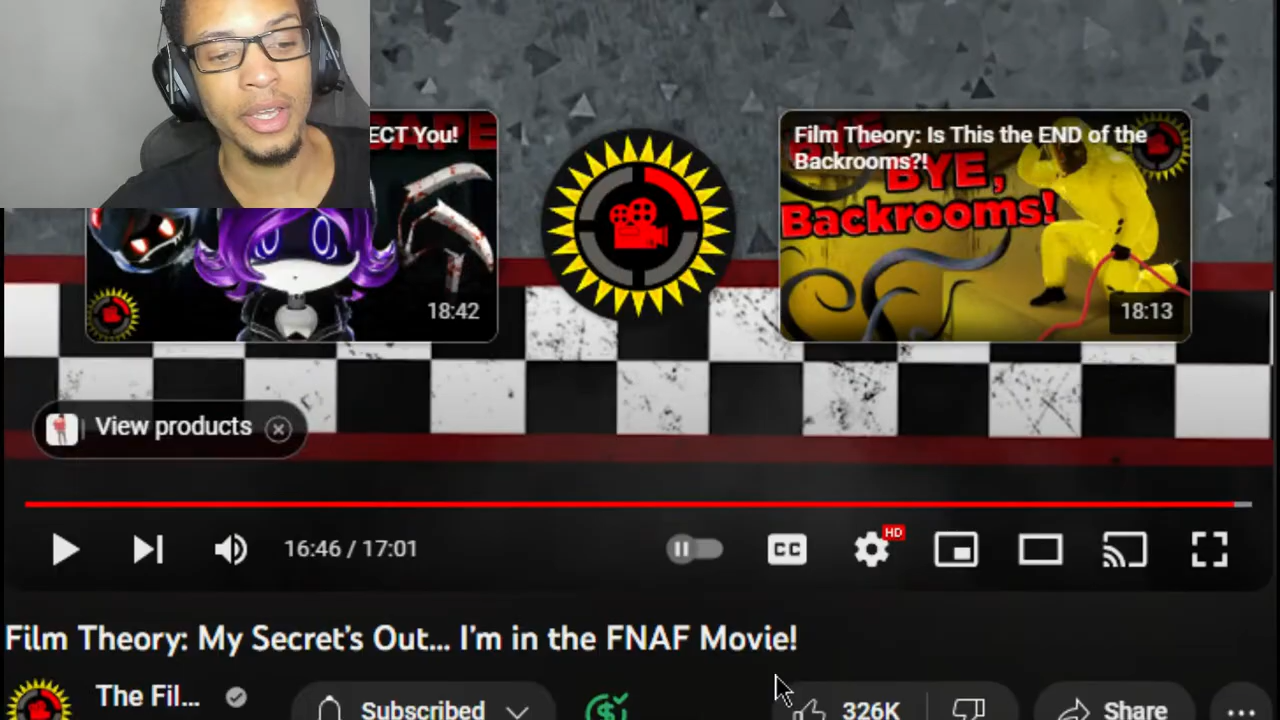 ECT You!
18:42
Film Theory: Is This the END of the
Backrooms?!
BYE,
Backrooms!
18:13
View products
16:46 / 17:01
CC
HD
Film Theory: My Secret's Out... I'm in the FNAF Movie!
The Fil...
Subscribed
326K
Share